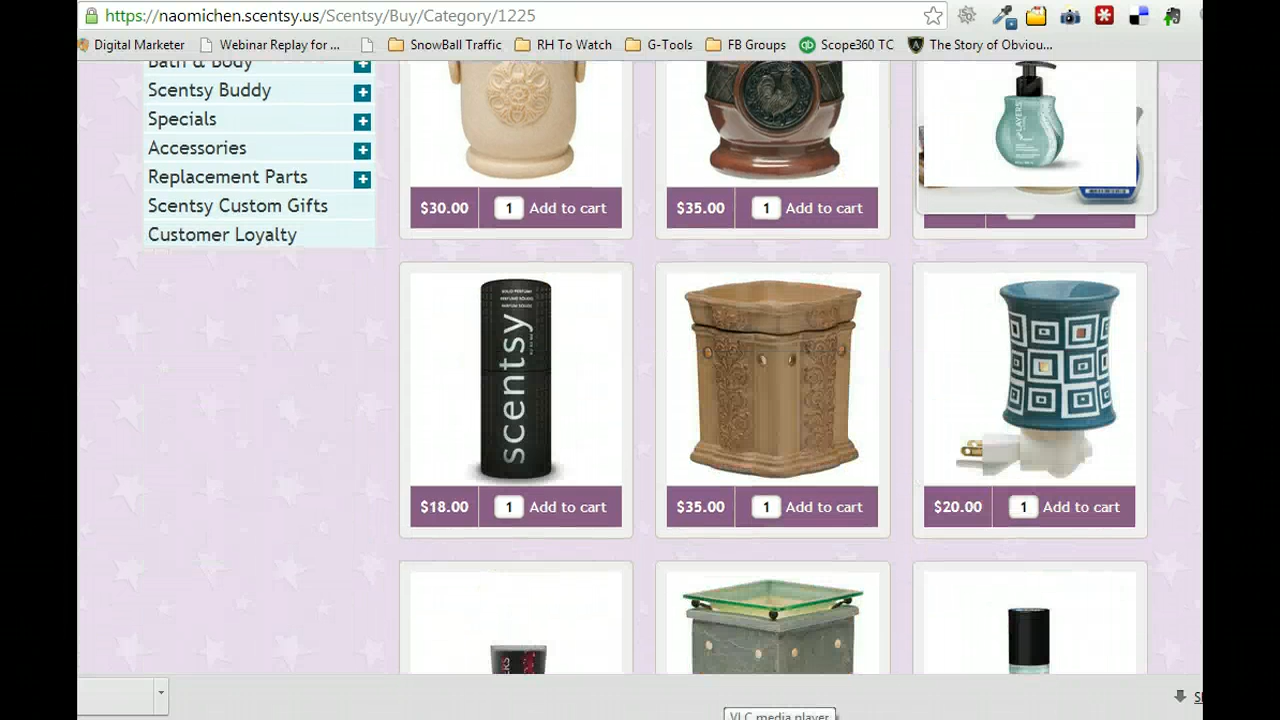 https://naomichen.scentsy.us/Scentsy/Buy/Category/1225
Digital Marketer
Webinar Replay for ...
SnowBall Traffic
RH To Watch
G-Tools
FB Groups
Scope360 TC
The Story of Obviou...
Bath & Body
Scentsy Buddy
Specials
Accessories
Replacement Parts
Scentsy Custom Gifts
Customer Loyalty
LAYERS
$30.00 1 Add to cart
$35.00 1 Add to cart
scentsy
$18.00 1 Add to cart
$35.00 1 Add to cart
$20.00 1 Add to cart
VLC media player